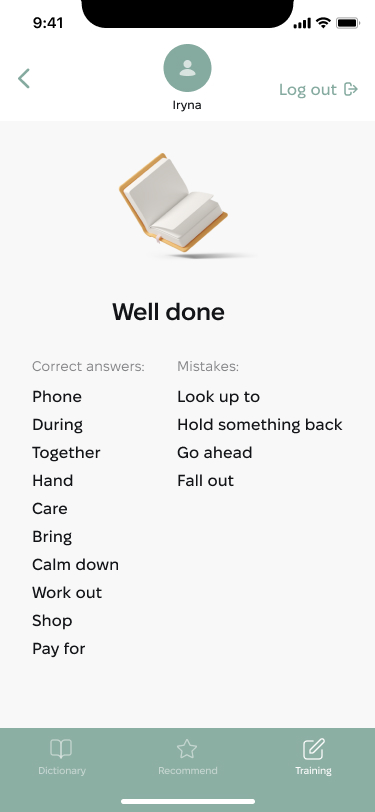 9:41
Log out
Iryna
Well done
Correct answers:
Phone
During
Together
Hand
Care
Bring
Calm down
Work out
Shop
Pay for
Mistakes:
Look up to
Hold something back
Go ahead
Fall out
Dictionary
Recommend
Training